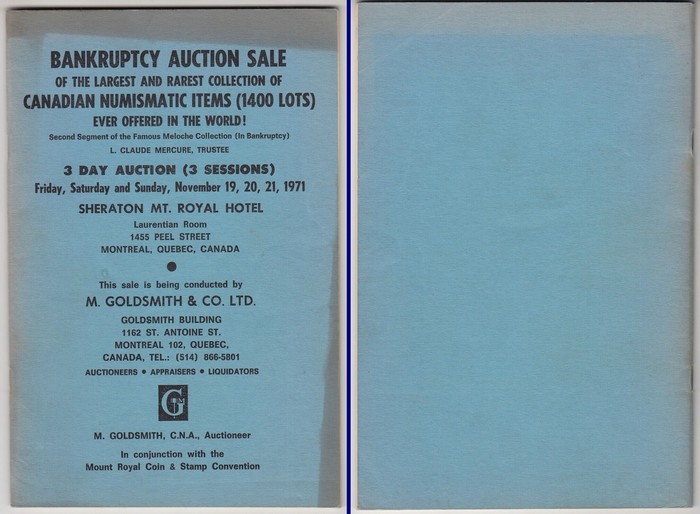 BANKRUPTCY AUCTION SALE
OF THE LARGEST AND RAREST COLLECTION OF
CANADIAN NUMISMATIC ITEMS (1400 LOTS)
EVER OFFERED IN THE WORLD!
Second Segment of the Famous Meloche Collection (In Bankruptcy)
L. CLAUDE MERCURE, TRUSTEE
3 DAY AUCTION (3 SESSIONS)
Friday, Saturday and Sunday, November 19, 20, 21, 1971
SHERATON MT. ROYAL HOTEL
Laurentian Room
1455 PEEL STREET
MONTREAL, QUEBEC, CANADA
●
This sale is being conducted by
M. GOLDSMITH & CO. LTD.
GOLDSMITH BUILDING
1162 ST. ANTOINE ST.
MONTREAL 102, QUEBEC,
CANADA, TEL.: (514) 866-5801
AUCTIONEERS ● APPRAISERS ● LIQUIDATORS
G
M. GOLDSMITH, C.N.A., Auctioneer
In conjunction with the
Mount Royal Coin & Stamp Convention